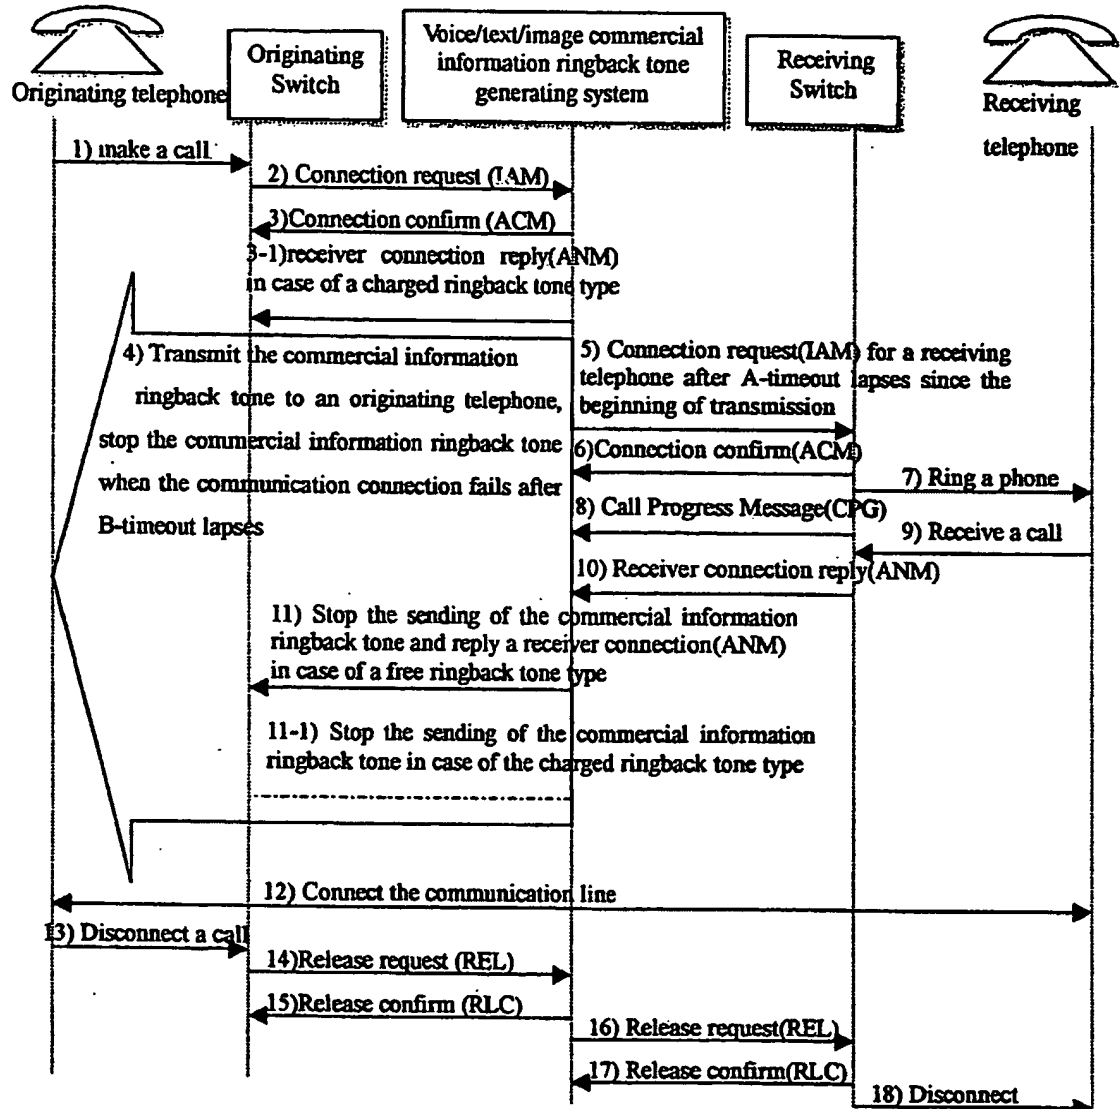 Originating telephone
Originating
Switch
Voice/text/image commercial
information ringback tone
generating system
Receiving
Switch
Receiving
telephone
1) make a call
2) Connection request (IAM)
3)Connection confirm (ACM)
3-1)receiver connection reply(ANM)
in case of a charged ringback tone type
4) Transmit the commercial information
ringback tone to an originating telephone,
stop the commercial information ringback tone
when the communication connection fails after
B-timeout lapses
5) Connection request(IAM) for a receiving
telephone after A-timeout lapses since the
beginning of transmission
6)Connection confirm(ACM)
7) Ring a phone
8) Call Progress Message(CPG)
9) Receive a call
10) Receiver connection reply(ANM)
11) Stop the sending of the commercial information
ringback tone and reply a receiver connection(ANM)
in case of a free ringback tone type
11-1) Stop the sending of the commercial information
ringback tone in case of the charged ringback tone type
12) Connect the communication line
13) Disconnect a call
14)Release request (REL)
15)Release confirm (RLC)
16) Release request(REL)
17) Release confirm(RLC)
18) Disconnect